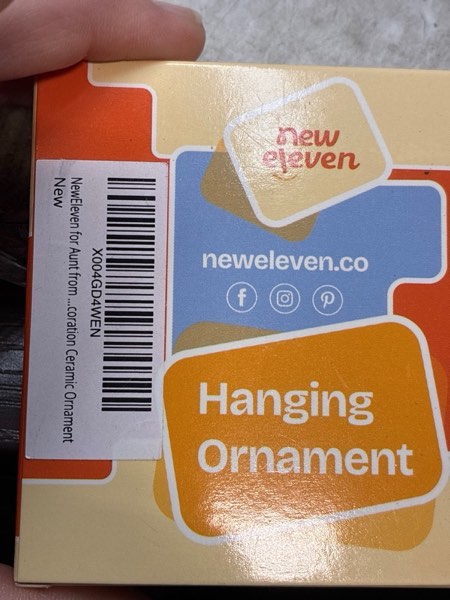 new
eleven
neweleven.co
Hanging
Ornament
X004GD4WEN
NewEleven for Aunt from ...coration Ceramic Ornament
New